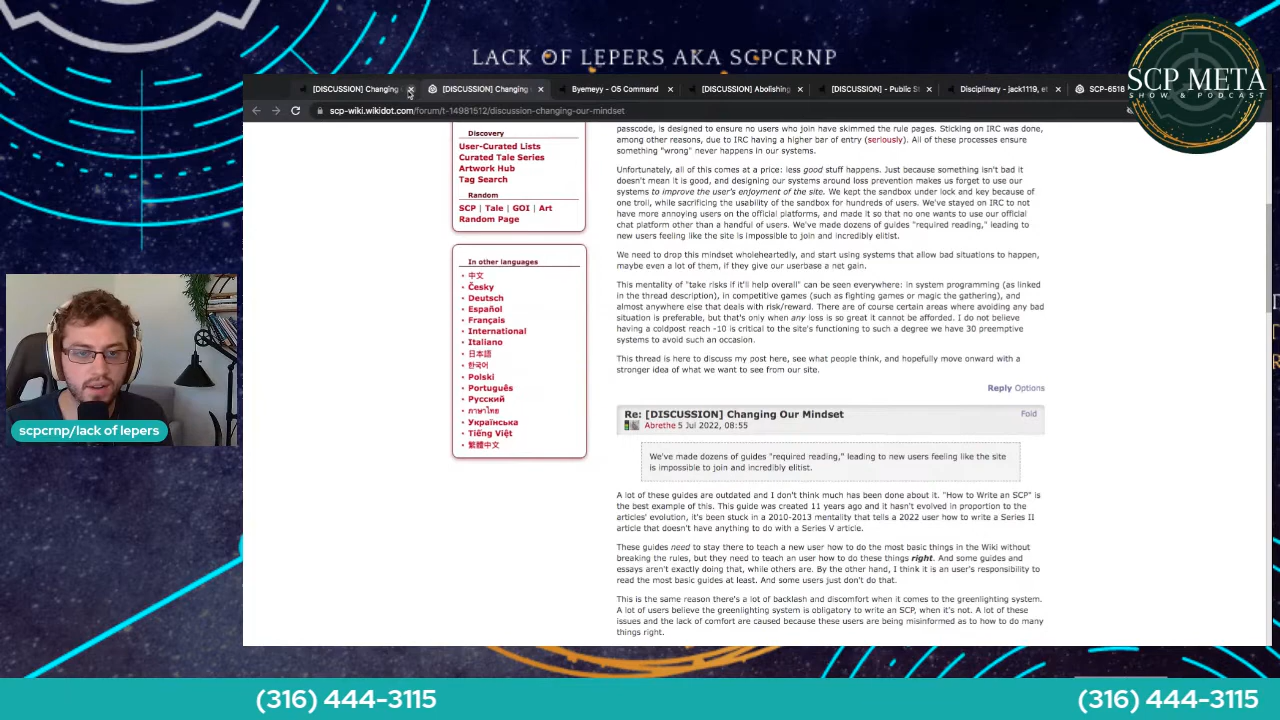 LACK OF LEPERS AKA SCPCRNP
SCP META
SHOW & PODCAST
[DISCUSSION] Changing
[DISCUSSION] Changing
Byemeyy - O5 Command
[DISCUSSION] Abolishing
[DISCUSSION] - Public
Disciplinary - jack1119, et
SCP-6518
scp-wiki.wikidot.com/forum/t-14981512/discussion-changing-our-mindset
Discovery
User-Curated Lists
Curated Tale Series
Artwork Hub
Tag Search
Random
SCP | Tale | GOI | Art
Random Page
In other languages
中文
Česky
Deutsch
Español
Français
International
Italiano
日本語
한국어
Polski
Português
Русский
ภาษาไทย
Українська
Tiếng Việt
繁體中文
passcode, is designed to ensure no users who join have skimmed the rule pages. Sticking on IRC was done,
among other reasons, due to IRC having a higher bar of entry (seriously). All of these processes ensure
something "wrong" never happens in our systems.
Unfortunately, all of this comes at a price: less good stuff happens. Just because something isn't bad it
doesn't mean it is good, and designing our systems around loss prevention makes us forget to use our
systems to improve the user's enjoyment of the site. We kept the sandbox under lock and key because of
one troll, while sacrificing the usability of the sandbox for hundreds of users. We've stayed on IRC to not
have more annoying users on the official platforms, and made it so that no one wants to use our official
chat platform other than a handful of users. We've made dozens of guides "required reading," leading to
new users feeling like the site is impossible to join and incredibly elitist.
We need to drop this mindset wholeheartedly, and start using systems that allow bad situations to happen,
maybe even a lot of them, if they give our userbase a net gain.
This mentality of "take risks if it'll help overall" can be seen everywhere: in system programming (as linked
in the thread description), in competitive games (such as fighting games or magic the gathering), and
almost anywhere else that deals with risk/reward. There are of course certain areas where avoiding any bad
situation is preferable, but that's only when any loss is so great it cannot be afforded. I do not believe
having a coldpost reach -10 is critical to the site's functioning to such a degree we have 30 preemptive
systems to avoid such an occasion.
This thread is here to discuss my post here, see what people think, and hopefully move onward with a
stronger idea of what we want to see from our site.
Reply Options
Re: [DISCUSSION] Changing Our Mindset
Fold
Abrethe 5 Jul 2022, 08:55
We've made dozens of guides "required reading," leading to new users feeling like the site
is impossible to join and incredibly elitist.
A lot of these guides are outdated and I don't think much has been done about it. "How to Write an SCP" is
the best example of this. This guide was created 11 years ago and it hasn't evolved in proportion to the
articles' evolution, it's been stuck in a 2010-2013 mentality that tells a 2022 user how to write a Series II
article that doesn't have anything to do with a Series V article.
These guides need to stay there to teach a new user how to do the most basic things in the Wiki without
breaking the rules, but they need to teach an user how to do these things right. And some guides and
essays aren't exactly doing that, while others are. By the other hand, I think it is an user's responsibility to
read the most basic guides at least. And some users just don't do that.
This is the same reason there's a lot of backlash and discomfort when it comes to the greenlighting system.
A lot of users believe the greenlighting system is obligatory to write an SCP, when it's not. A lot of these
issues and the lack of comfort are caused because these users are being misinformed as to how to do many
things right.
scpcrnp/lack of lepers
(316) 444-3115
(316) 444-3115